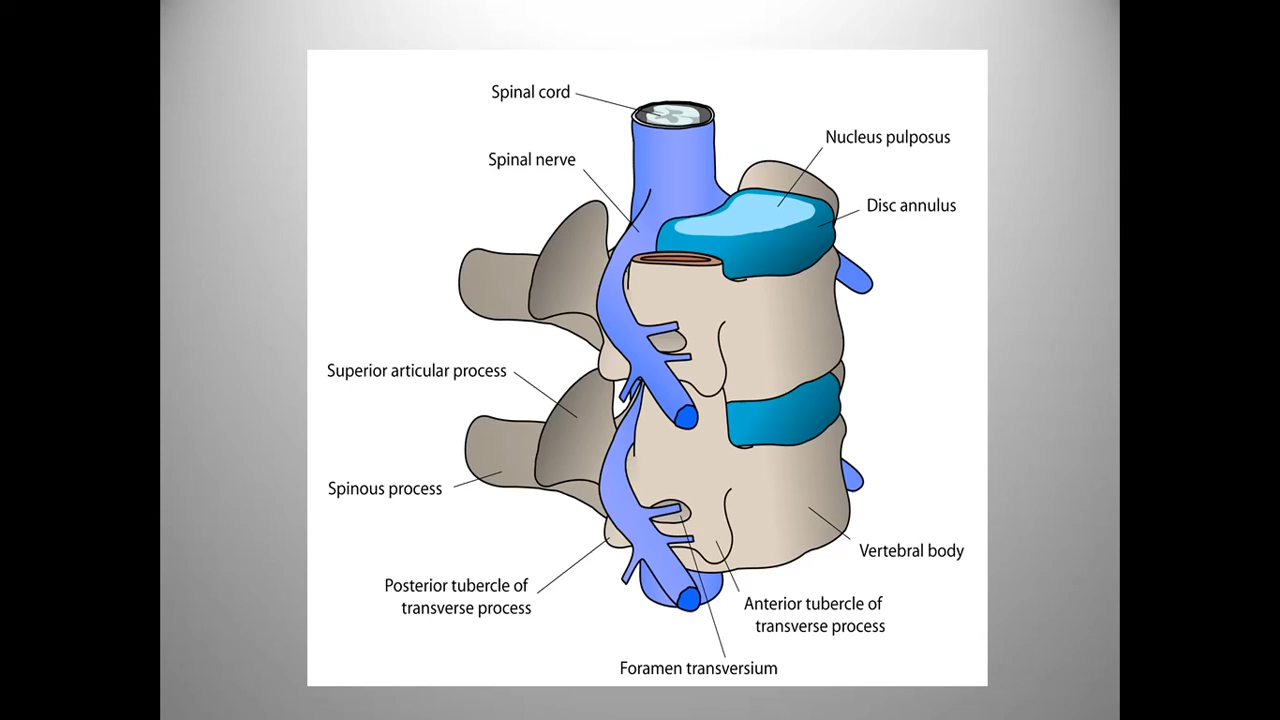 Spinal cord
Nucleus pulposus
Spinal nerve
Disc annulus
Superior articular process
Spinous process
Vertebral body
Posterior tubercle of
transverse process
Anterior tubercle of
transverse process
Foramen transversium